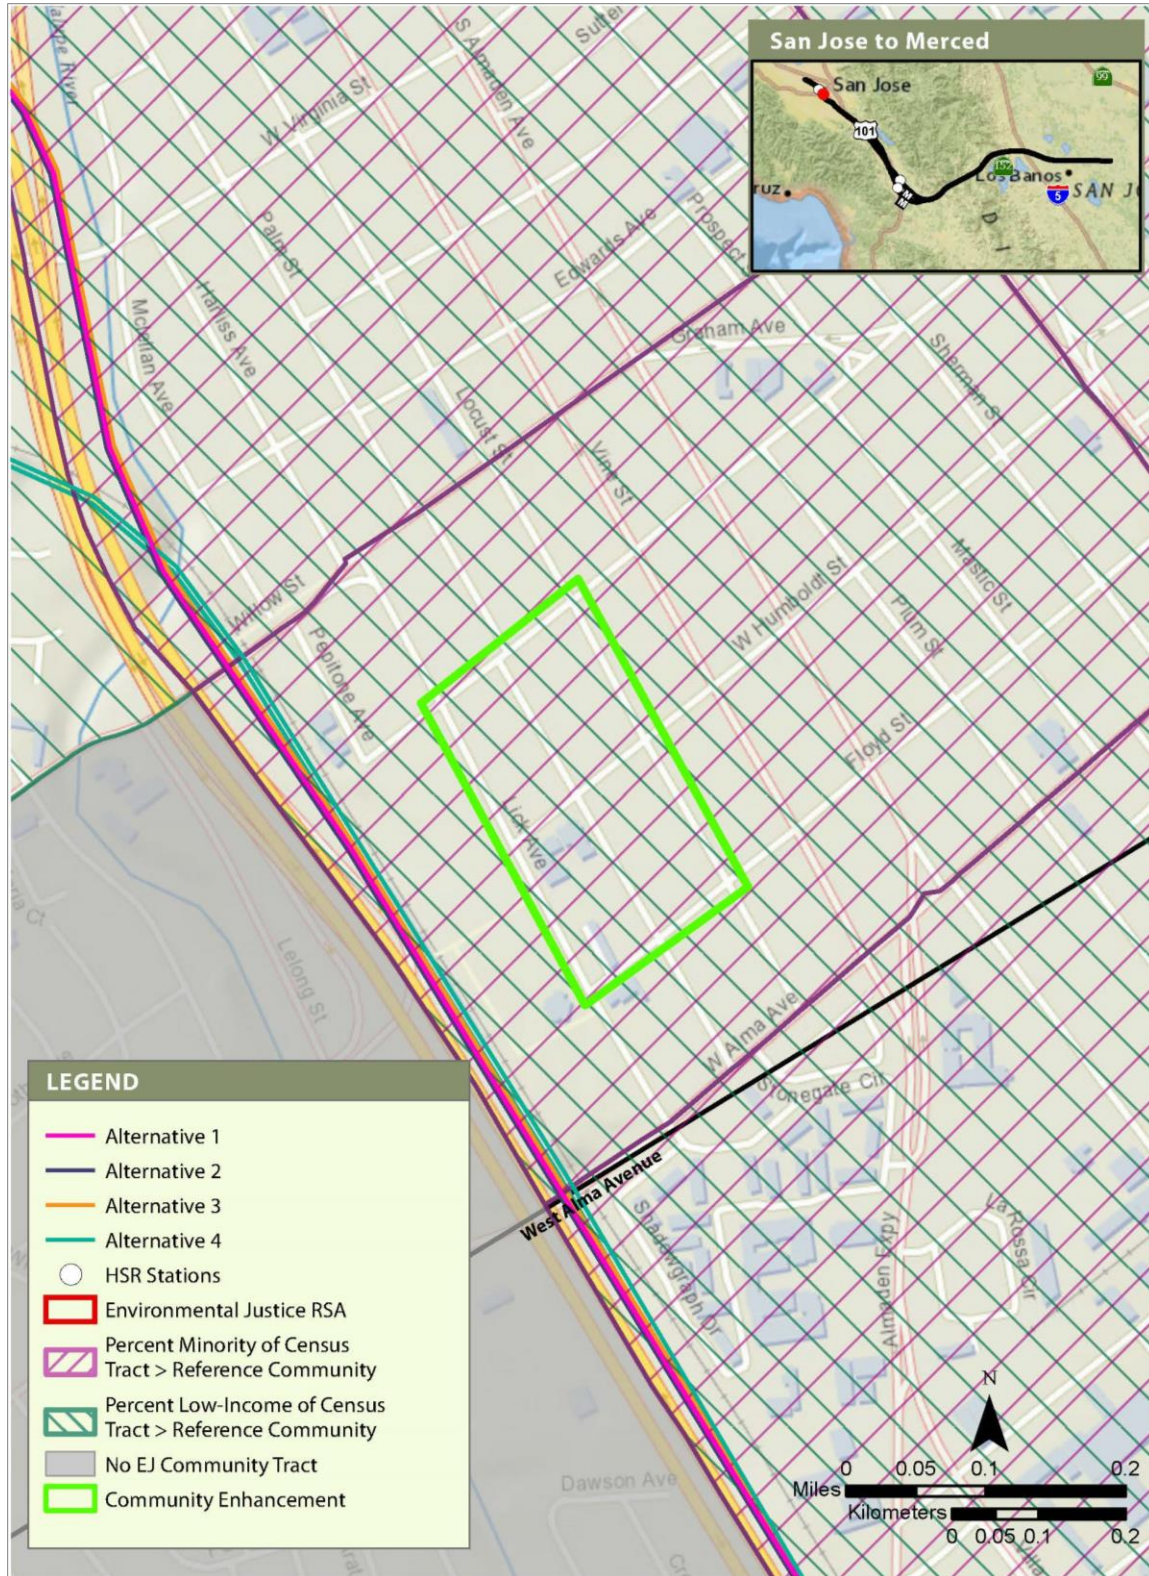 San Jose to Merced
San Jose
99
101
152
Los Banos
ruz
5
SAN J
D I
M
M
S Almaden Ave
W Virginia St
Palm St
Harliss Ave
Mclellan Ave
Edwards Ave
Prospect
Graham Ave
Sherman St
Locust St
Vine St
Mastic St
Willow St
Pepitone Ave
W Humboldt St
Plum St
Floyd St
Lick Ave
Lelong St
W Alma Ave
Stonegate Cir
West Alma Avenue
Shadowgraph Dr
Almaden Expy
La Rossa Cir
Dawson Ave
LEGEND
Alternative 1
Alternative 2
Alternative 3
Alternative 4
HSR Stations
Environmental Justice RSA
Percent Minority of Census
Tract > Reference Community
Percent Low-Income of Census
Tract > Reference Community
No EJ Community Tract
Community Enhancement
N
0 0.05 0.1 0.2
Miles
Kilometers
0 0.05 0.1 0.2